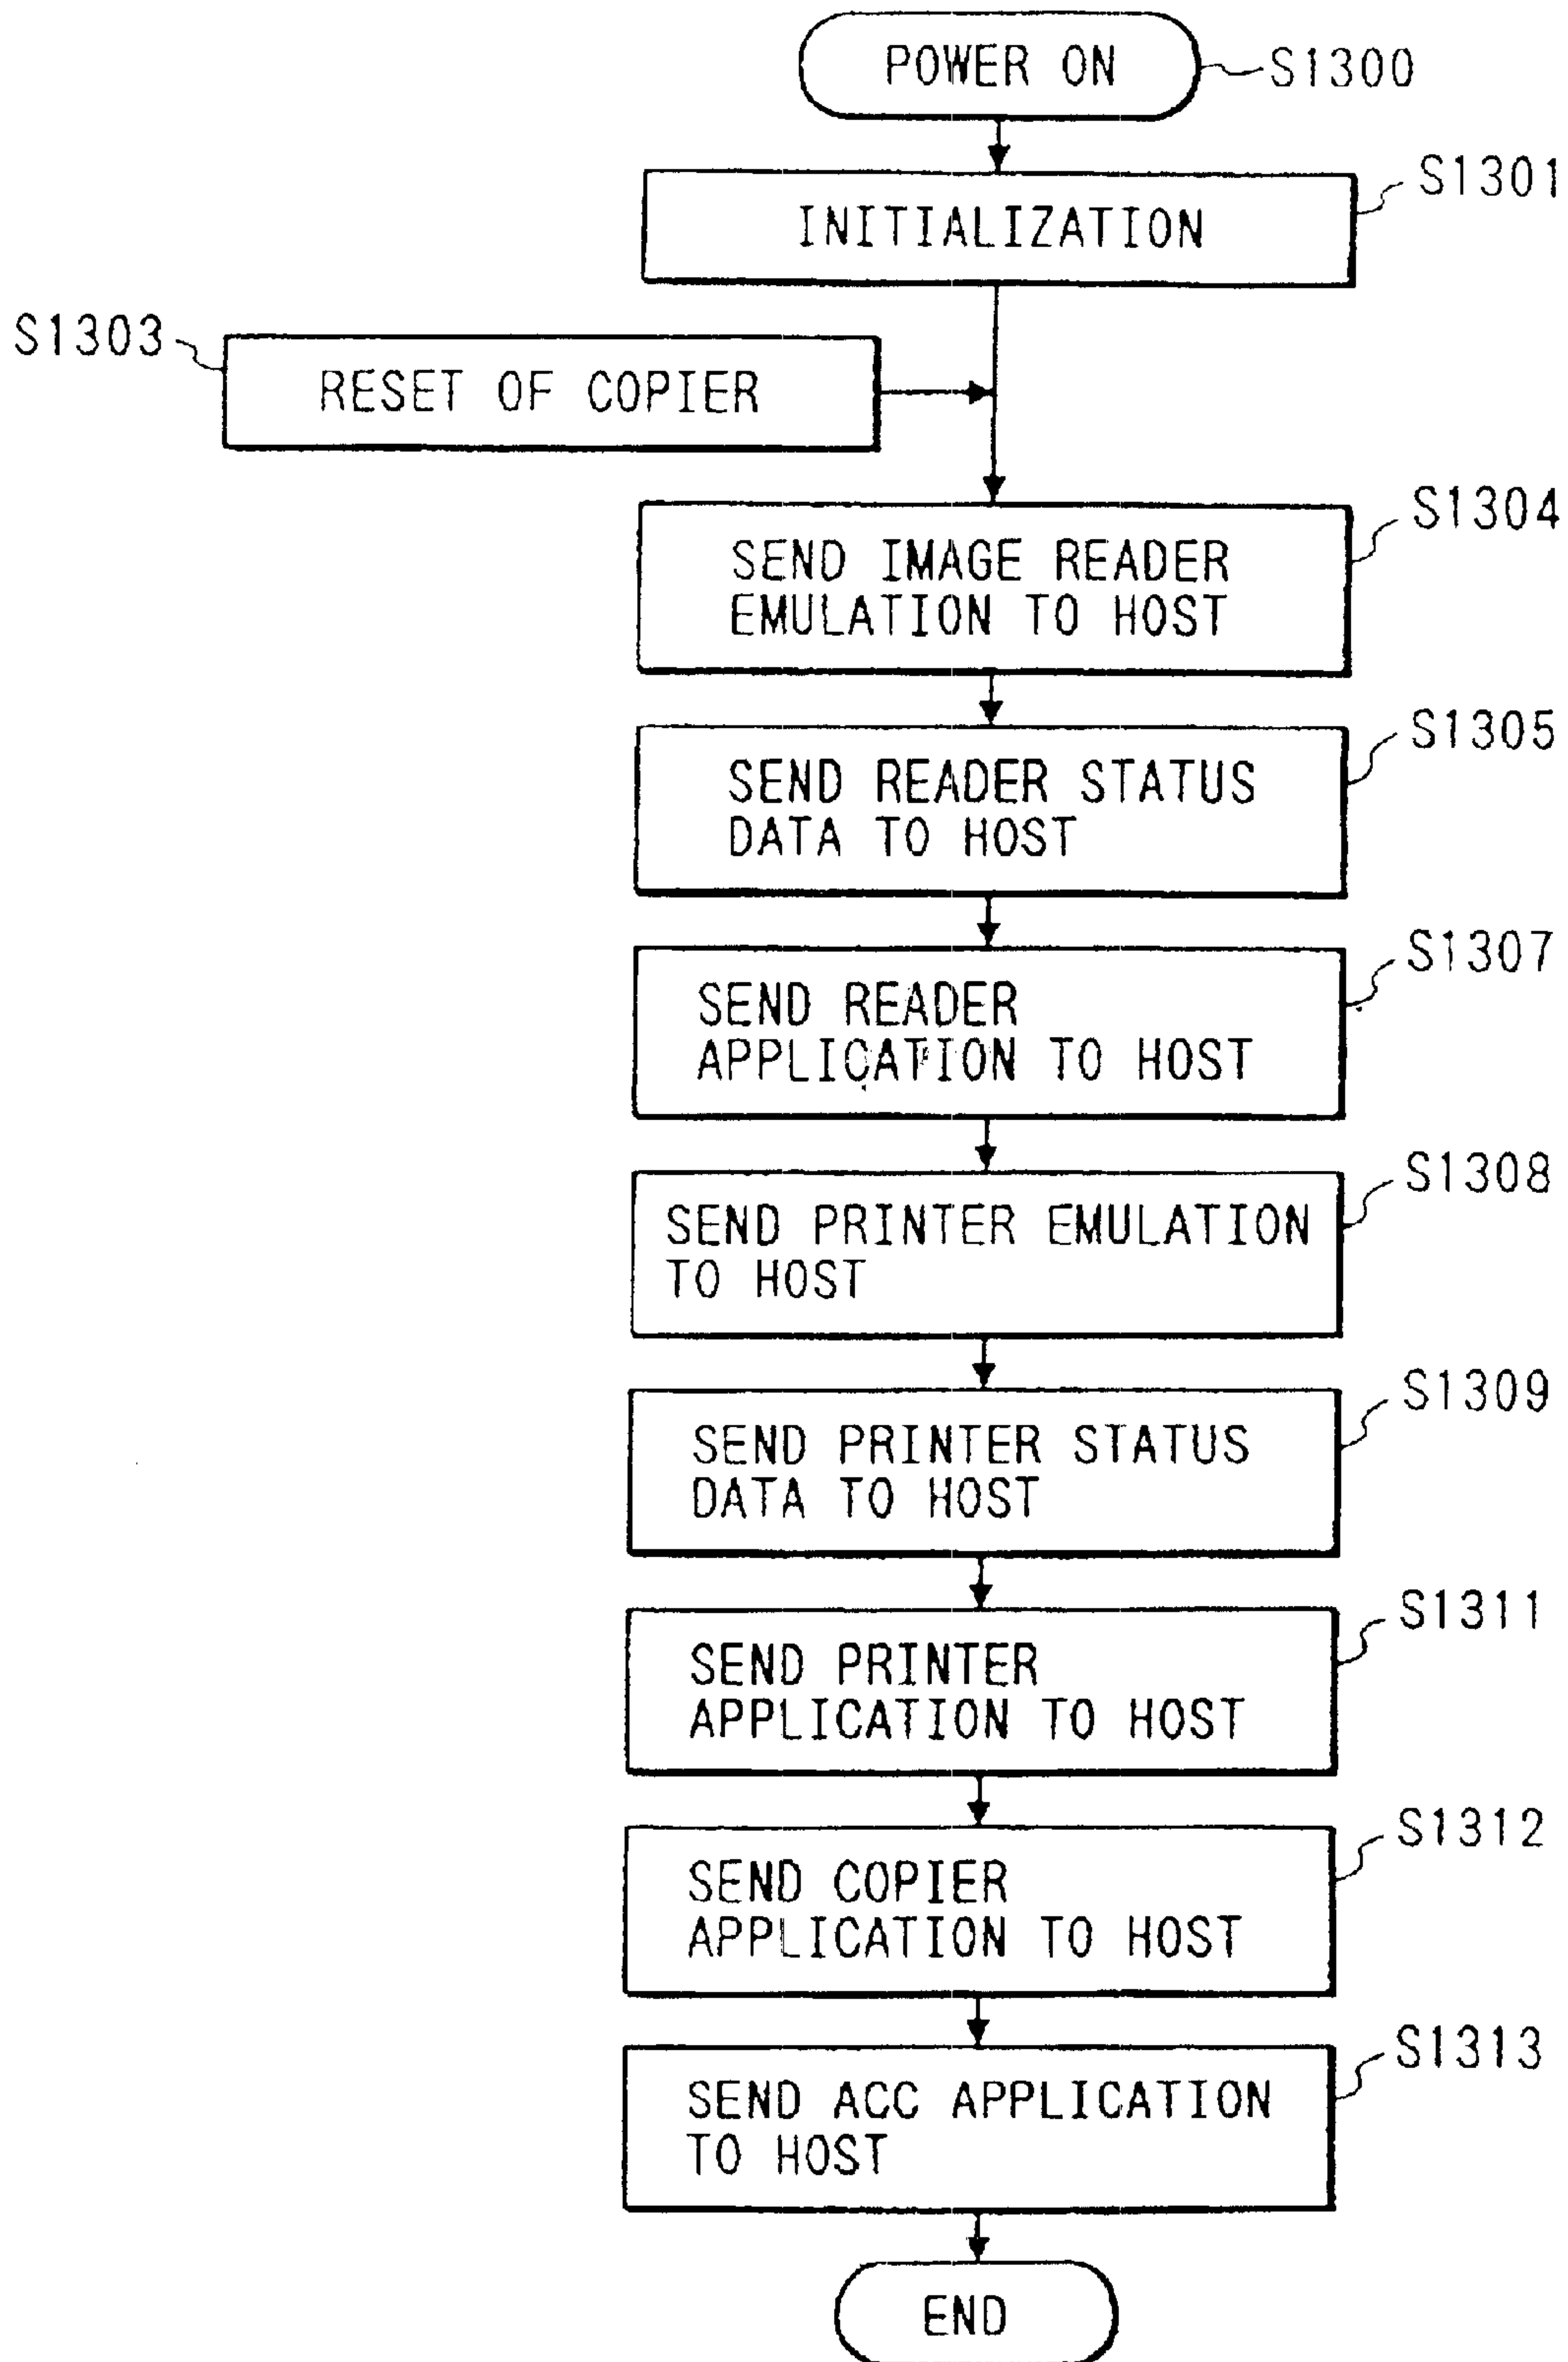 POWER ON
S1300
S1301
INITIALIZATION
S1303
RESET OF COPIER
S1304
SEND IMAGE READER
EMULATION TO HOST
S1305
SEND READER STATUS
DATA TO HOST
S1307
SEND READER
APPLICATION TO HOST
S1308
SEND PRINTER EMULATION
TO HOST
S1309
SEND PRINTER STATUS
DATA TO HOST
S1311
SEND PRINTER
APPLICATION TO HOST
S1312
SEND COPIER
APPLICATION TO HOST
S1313
SEND ACC APPLICATION
TO HOST
END